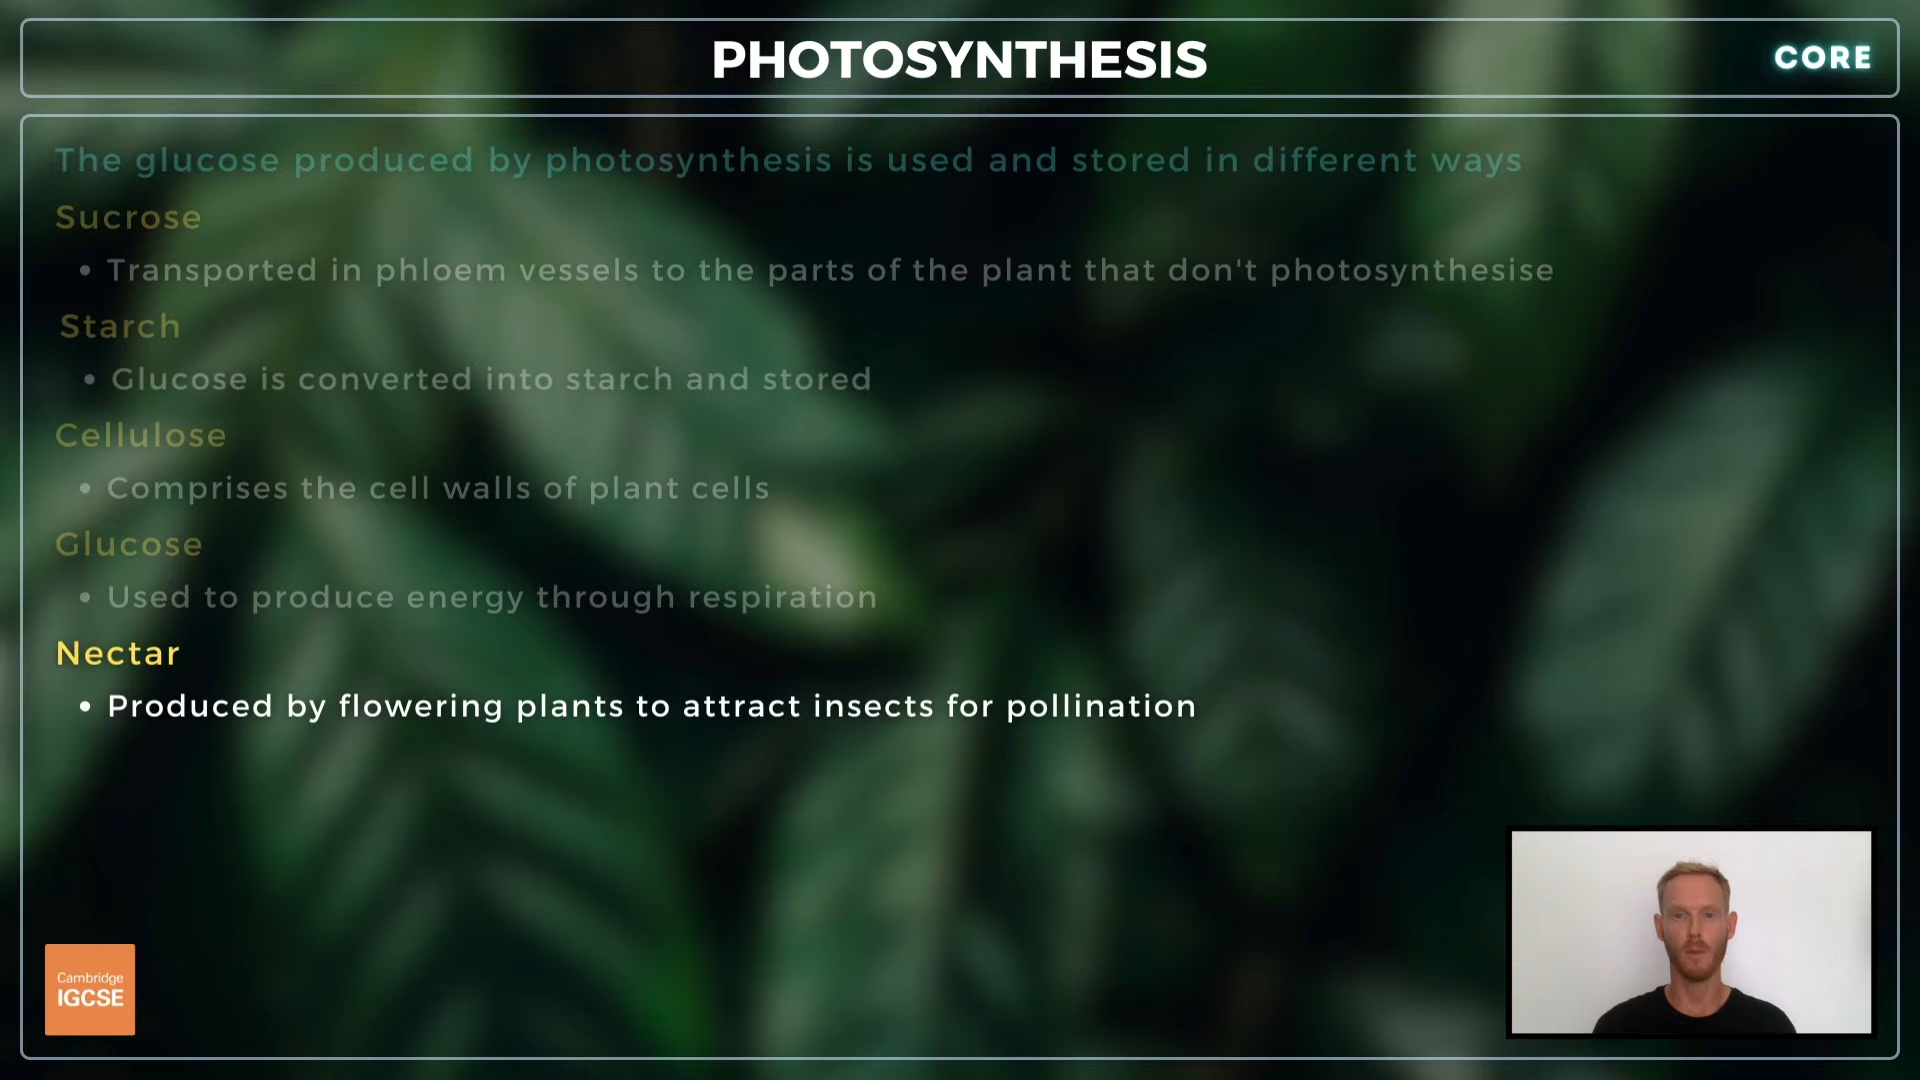 PHOTOSYNTHESIS
CORE
The glucose produced by photosynthesis is used and stored in different ways
Sucrose
• Transported in phloem vessels to the parts of the plant that don't photosynthesise
Starch
• Glucose is converted into starch and stored
Cellulose
• Comprises the cell walls of plant cells
Glucose
• Used to produce energy through respiration
Nectar
• Produced by flowering plants to attract insects for pollination
Cambridge
IGCSE